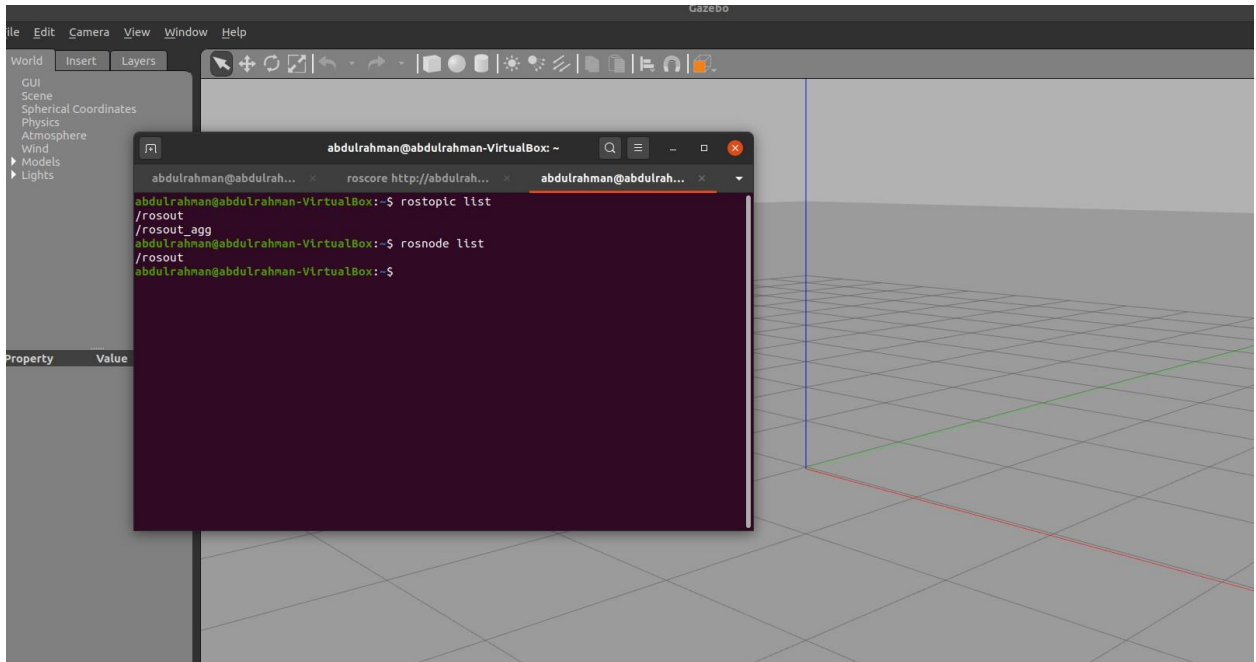 Gazebo
ile Edit Camera View Window Help
World Insert Layers
GUI
Scene
Spherical Coordinates
Physics
Atmosphere
Wind
Models
Lights
Property Value
abdulrahman@abdulrahman-VirtualBox: ~
abdulrahman@abdulrah... roscore http://abdulrah... abdulrahman@abdulrah...
abdulrahman@abdulrahman-VirtualBox:~$ rostopic list
/rosout
/rosout_agg
abdulrahman@abdulrahman-VirtualBox:~$ rosnode list
/rosout
abdulrahman@abdulrahman-VirtualBox:~$